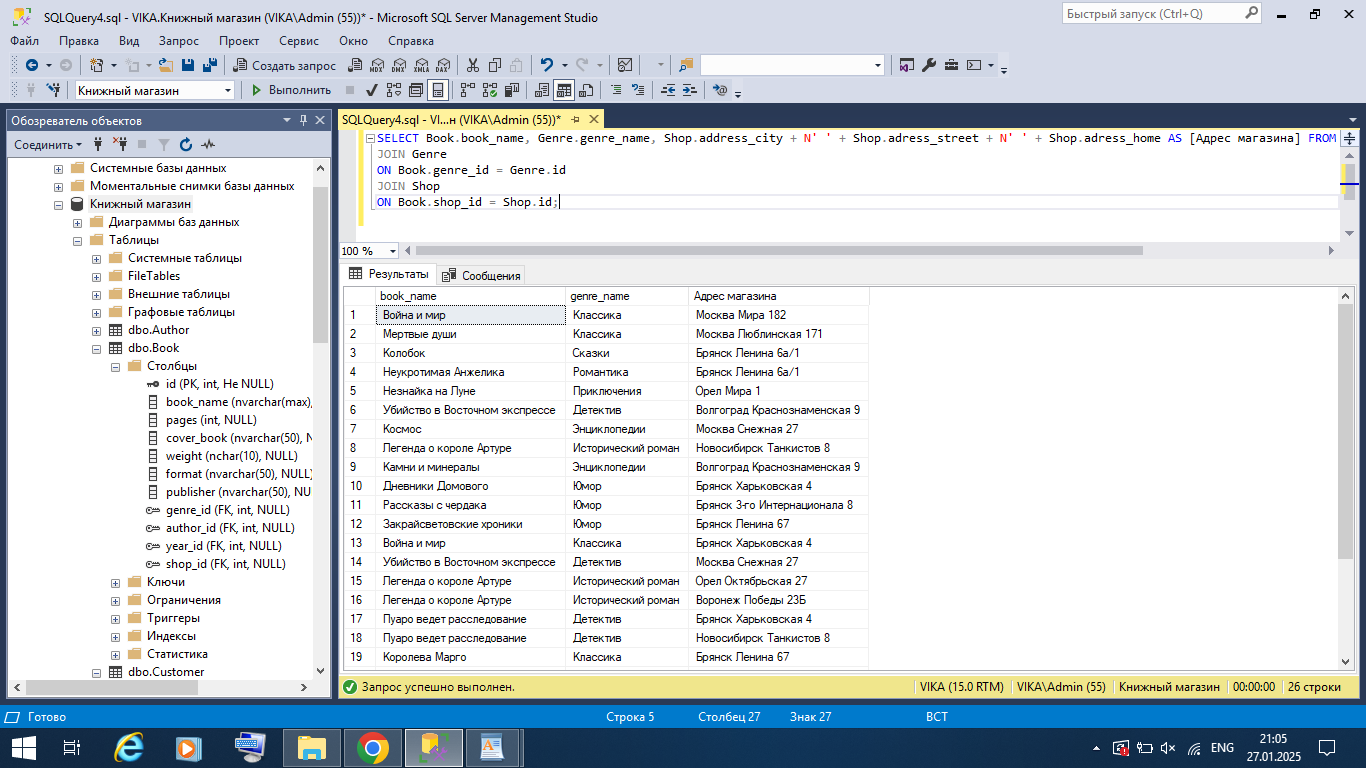 SQLQuery4.sql - VIKA.Книжный магазин (VIKA\Admin (55))* - Microsoft SQL Server Management Studio
Быстрый запуск (Ctrl+Q)
Файл Правка Вид Запрос Проект Сервис Окно Справка
Создать запрос MDX DMX XMLA DAX
Книжный магазин Выполнить
Обозреватель объектов
Соединить
Системные базы данных
Моментальные снимки базы данных
Книжный магазин
Диаграммы баз данных
Таблицы
Системные таблицы
FileTables
Внешние таблицы
Графовые таблицы
dbo.Author
dbo.Book
Столбцы
id (PK, int, Не NULL)
book_name (nvarchar(max),
pages (int, NULL)
cover_book (nvarchar(50), N
weight (nchar(10), NULL)
format (nvarchar(50), NULL)
publisher (nvarchar(50), NU
genre_id (FK, int, NULL)
author_id (FK, int, NULL)
year_id (FK, int, NULL)
shop_id (FK, int, NULL)
Ключи
Ограничения
Триггеры
Индексы
Статистика
dbo.Customer
SQLQuery4.sql - VI...н (VIKA\Admin (55))*
SELECT Book.book_name, Genre.genre_name, Shop.address_city + N' ' + Shop.adress_street + N' ' + Shop.adress_home AS [Адрес магазина] FROM
JOIN Genre
ON Book.genre_id = Genre.id
JOIN Shop
ON Book.shop_id = Shop.id;
100 %
Результаты Сообщения
book_name genre_name Адрес магазина
1 Война и мир Классика Москва Мира 182
2 Мертвые души Классика Москва Люблинская 171
3 Колобок Сказки Брянск Ленина 6а/1
4 Неукротимая Анжелика Романтика Брянск Ленина 6а/1
5 Незнайка на Луне Приключения Орел Мира 1
6 Убийство в Восточном экспрессе Детектив Волгоград Краснознаменская 9
7 Космос Энциклопедии Москва Снежная 27
8 Легенда о короле Артуре Исторический роман Новосибирск Танкистов 8
9 Камни и минералы Энциклопедии Волгоград Краснознаменская 9
10 Дневники Домового Юмор Брянск Харьковская 4
11 Рассказы с чердака Юмор Брянск 3-го Интернационала 8
12 Закрайсветовские хроники Юмор Брянск Ленина 67
13 Война и мир Классика Брянск Харьковская 4
14 Убийство в Восточном экспрессе Детектив Москва Снежная 27
15 Легенда о короле Артуре Исторический роман Орел Октябрьская 27
16 Легенда о короле Артуре Исторический роман Воронеж Победы 23Б
17 Пуаро ведет расследование Детектив Брянск Харьковская 4
18 Пуаро ведет расследование Детектив Новосибирск Танкистов 8
19 Королева Марго Классика Брянск Ленина 67
Запрос успешно выполнен. VIKA (15.0 RTM) VIKA\Admin (55) Книжный магазин 00:00:00 26 строки
Готово Строка 5 Столбец 27 Знак 27 ВСТ
ENG
21:05
27.01.2025